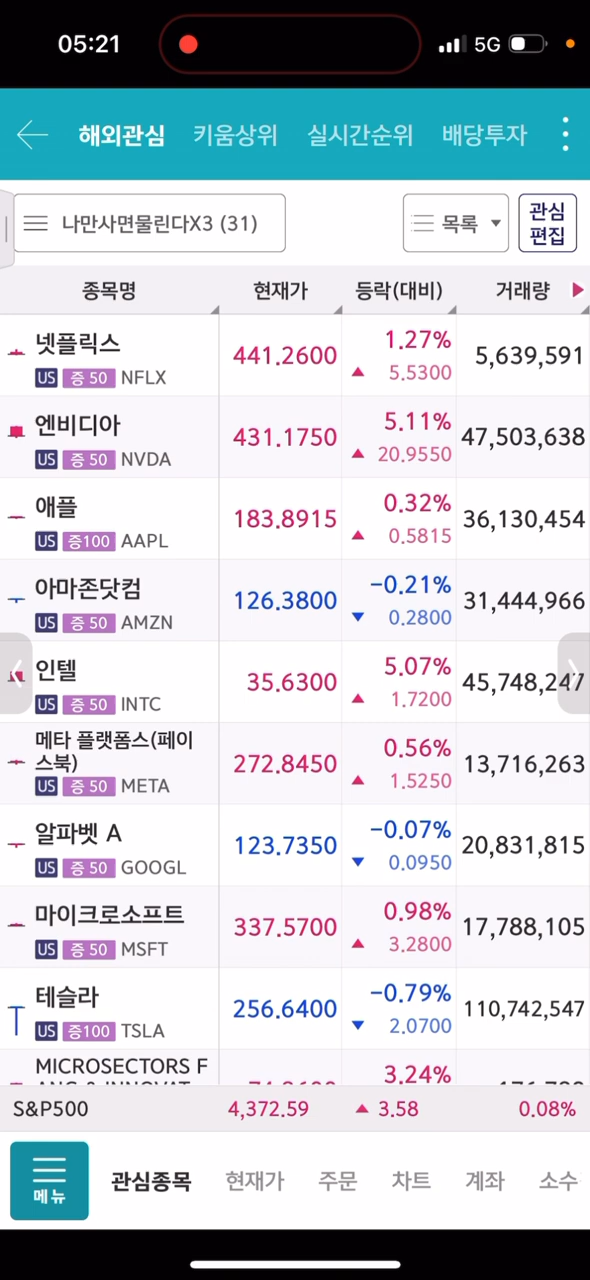 05:21
5G
해외관심 키움상위 실시간순위 배당투자
나만사면물린다X3 (31) 목록 관심
편집
종목명 현재가 등락(대비) 거래량
넷플릭스 441.2600 1.27% 5,639,591
US 증 50 NFLX 5.5300
엔비디아 431.1750 5.11% 47,503,638
US 증 50 NVDA 20.9550
애플 183.8915 0.32% 36,130,454
US 증100 AAPL 0.5815
아마존닷컴 126.3800 -0.21% 31,444,966
US 증 50 AMZN 0.2800
인텔 35.6300 5.07% 45,748,247
US 증 50 INTC 1.7200
메타 플랫폼스(페이
스북) 272.8450 0.56% 13,716,263
US 증 50 META 1.5250
알파벳 A 123.7350 -0.07% 20,831,815
US 증 50 GOOGL 0.0950
마이크로소프트 337.5700 0.98% 17,788,105
US 증 50 MSFT 3.2800
테슬라 256.6400 -0.79% 110,742,547
US 증100 TSLA 2.0700
MICROSECTORS F 3.24%
S&P500 4,372.59 3.58 0.08%
메뉴 관심종목 현재가 주문 차트 계좌 소수